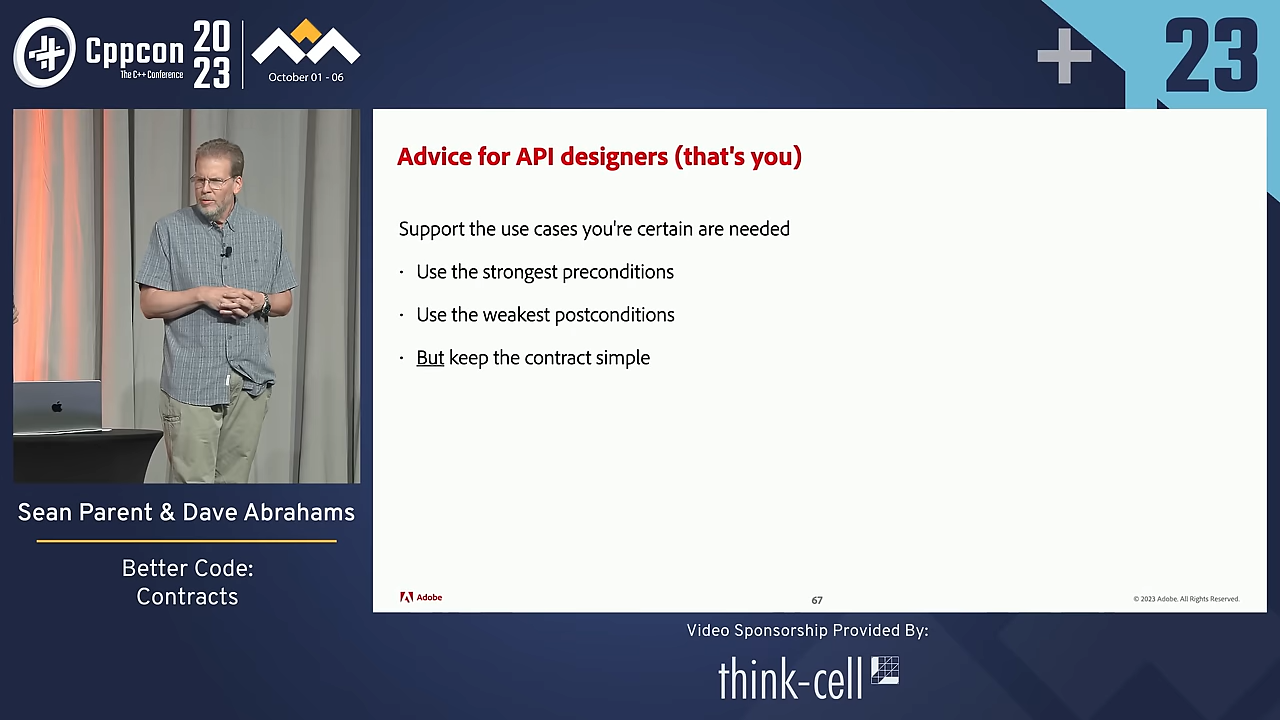 Cppcon
The C++ Conference
20
23
October 01 - 06
23
Advice for API designers (that's you)
Support the use cases you're certain are needed
· Use the strongest preconditions
· Use the weakest postconditions
· But keep the contract simple
Adobe
67
© 2023 Adobe. All Rights Reserved.
Sean Parent & Dave Abrahams
Better Code:
Contracts
Video Sponsorship Provided By:
think-cell